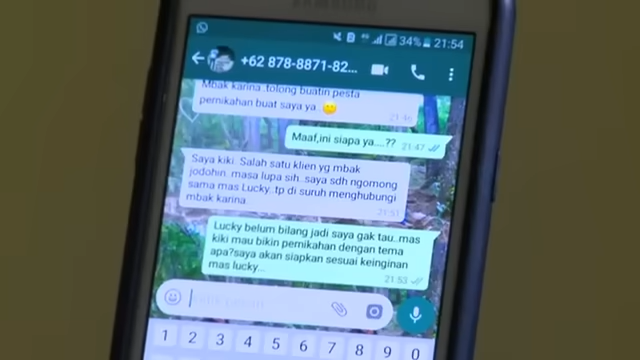 SAMSUNG
34% 21:54
+62 878-8871-82...
Mbak karina..tolong buatin pesta
pernikahan buat saya ya..
21:46
Maaf,ini siapa ya....??
21:47
Saya kiki. Salah satu klien yg mbak
jodohin..masa lupa sih..saya sdh ngomong
sama mas Lucky..tp di suruh menghubungi
mbak karina.
21:51
Lucky belum bilang jadi saya gak tau..mas
kiki mau bikin pernikahan dengan tema
apa?saya akan siapkan sesuai keinginan
mas lucky...
21:53
1 2 3 4 5 6 7 8 9 0